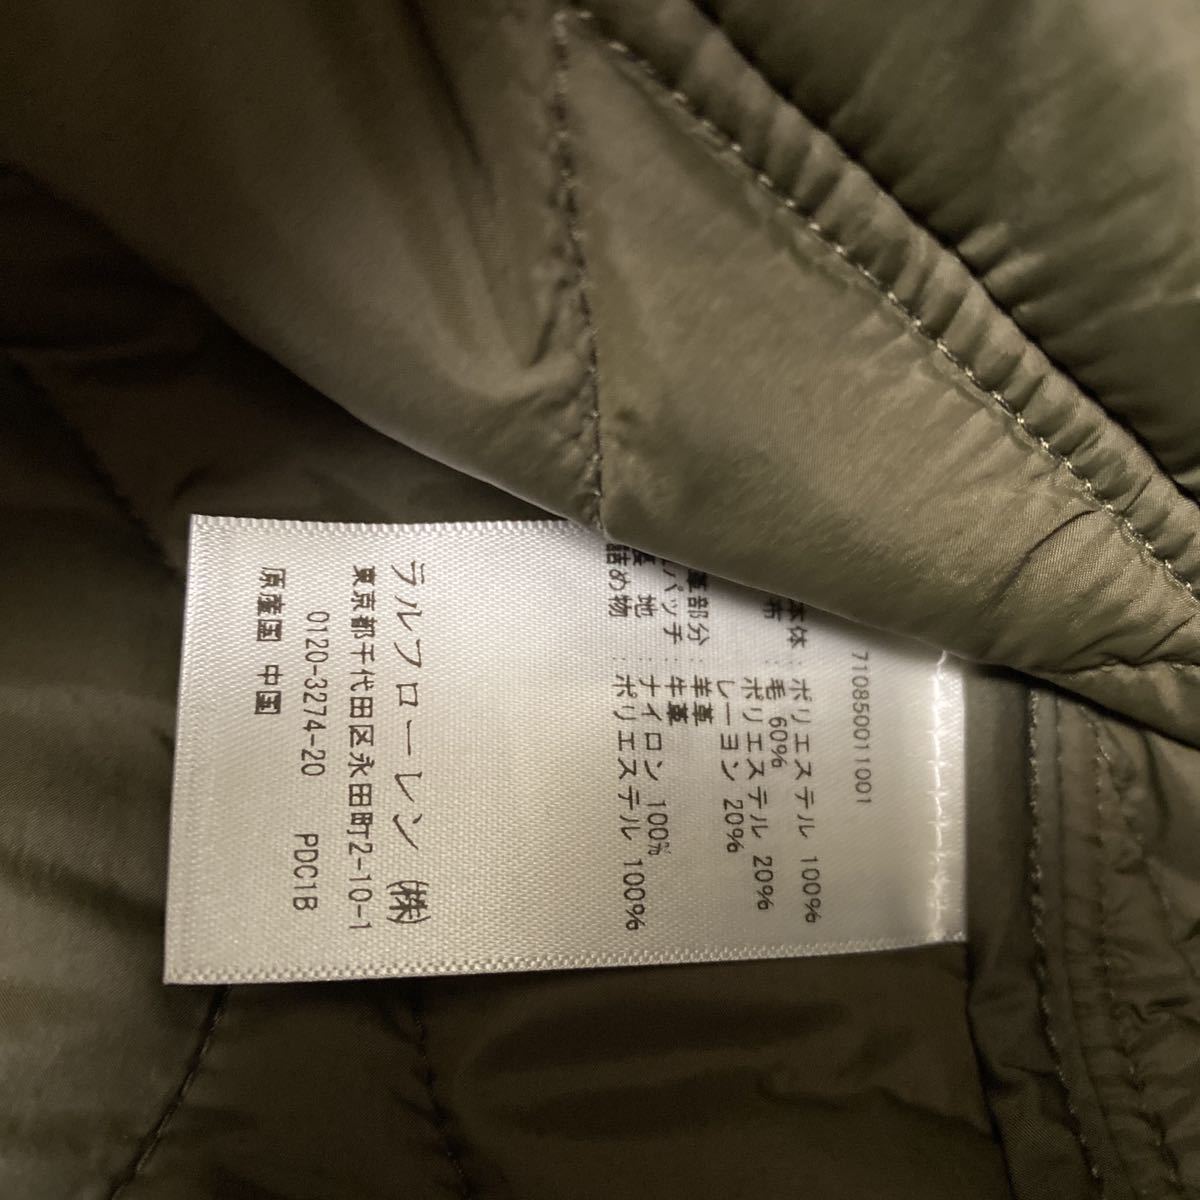 710850011001
本体 : ポリエステル 100%
布 : 毛 60%
ポリエステル 20%
レーヨン 20%
革部分 : 羊革
パッチ : 牛革
地 : ナイロン 100%
詰め物 : ポリエステル 100%
ラルフローレン (株)
東京都千代田区永田町2-10-1
0120-3274-20 PDC1B
原産国 中国